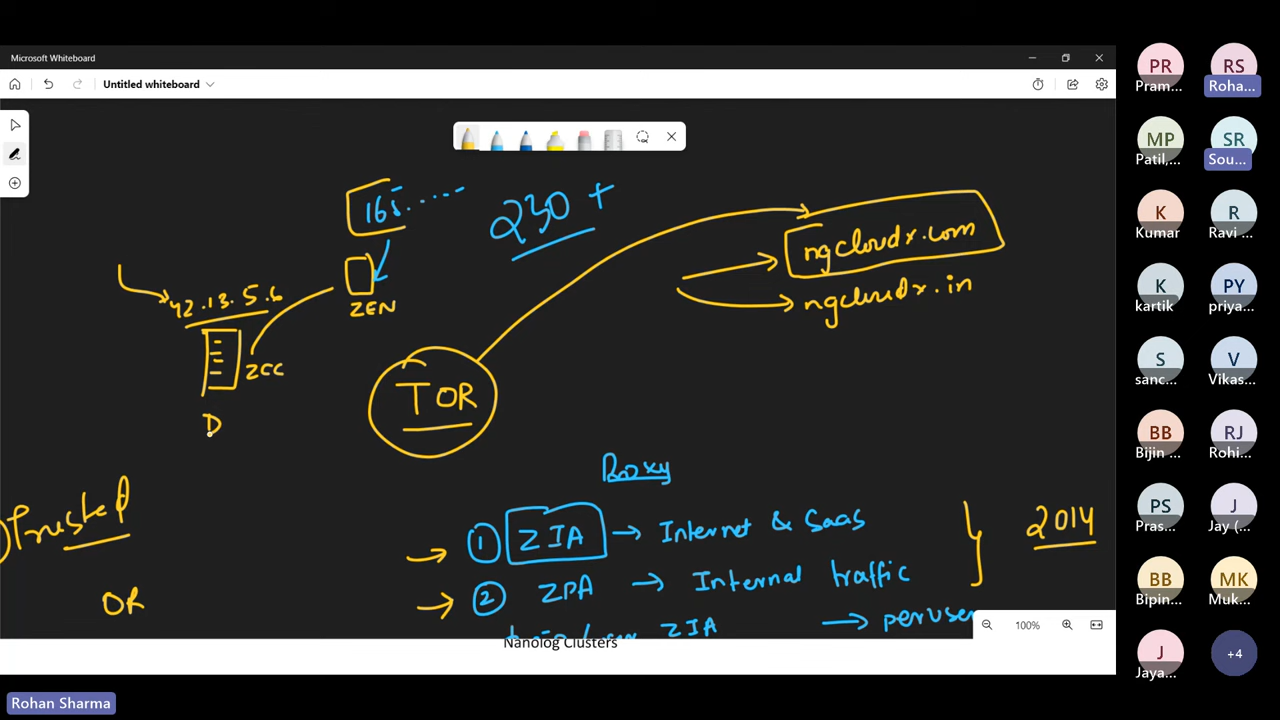 Microsoft Whiteboard
Untitled whiteboard
165.....
230 +
ngcloudx.com
ngcloudx.in
42.13.5.6
ZEN
ZCC
D
TOR
Trusted
OR
Proxy
1 ZIA → Internet & SaaS
2 ZPA → Internal traffic
2014
ZIA → peruser
100%
Nanolog Clusters
Rohan Sharma
PR RS
Pram... Roha...
MP SR
Patil,... Sou...
K R
Kumar Ravi ...
K PY
kartik priya...
S V
sanc... Vikas...
BB RJ
Bijin ... Rohi...
PS J
Pras... Jay (...
BB MK
Bipin... Muk...
J +4
Jaya...